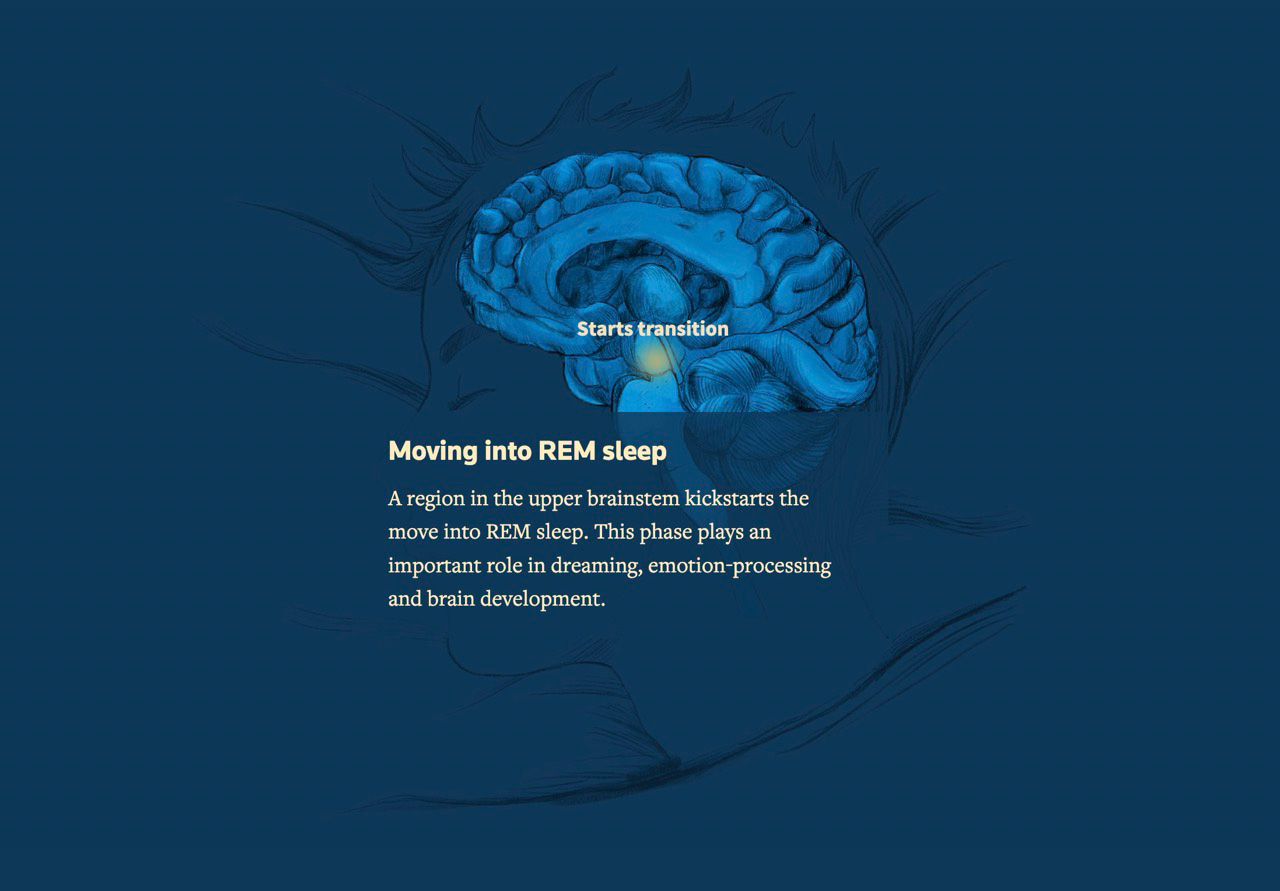 Starts transition
Moving into REM sleep
A region in the upper brainstem kickstarts the
move into REM sleep. This phase plays an
important role in dreaming, emotion-processing
and brain development.